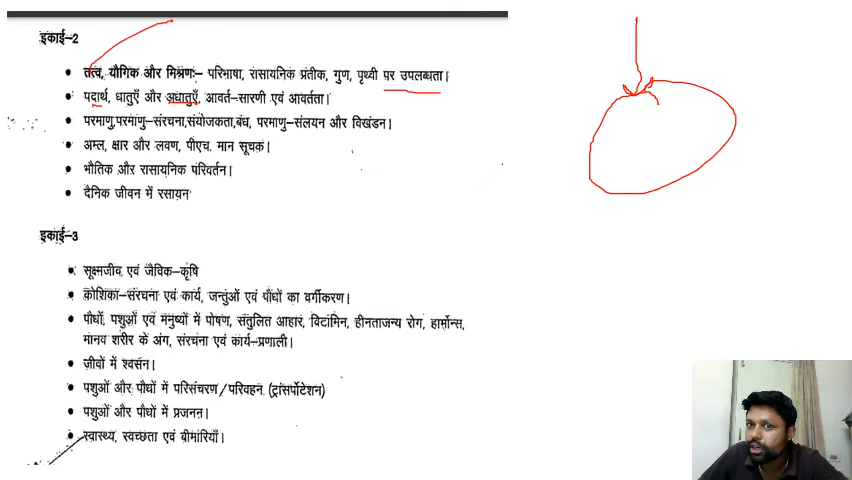 इकाई–2
तत्व, यौगिक और मिश्रणः– परिभाषा, रासायनिक प्रतीक, गुण, पृथ्वी पर उपलब्धता।
पदार्थ, धातुएँ और अधातुएँ, आवर्त–सारणी एवं आवर्तता।
परमाणु,परमाणु–संरचना,संयोजकता,बंध, परमाणु–संलयन और विखंडन।
अम्ल, क्षार और लवण, पीएच. मान सूचक।
भौतिक और रासायनिक परिवर्तन।
दैनिक जीवन में रसायन
इकाई–3
सूक्ष्मजीव एवं जैविक–कृषि
कोशिका–संरचना एवं कार्य, जन्तुओं एवं पौधों का वर्गीकरण।
पौधों, पशुओं एवं मनुष्यों में पोषण, संतुलित आहार, विटामिन, हीनताजन्य रोग, हार्मोन्स,
मानव शरीर के अंग, संरचना एवं कार्य–प्रणाली।
जीवों में श्वसन।
पशुओं और पौधों में परिसंचरण/परिवहन (ट्रांसर्पोटेशन)
पशुओं और पौधों में प्रजनन।
स्वास्थ्य, स्वच्छता एवं बीमारियाँ।